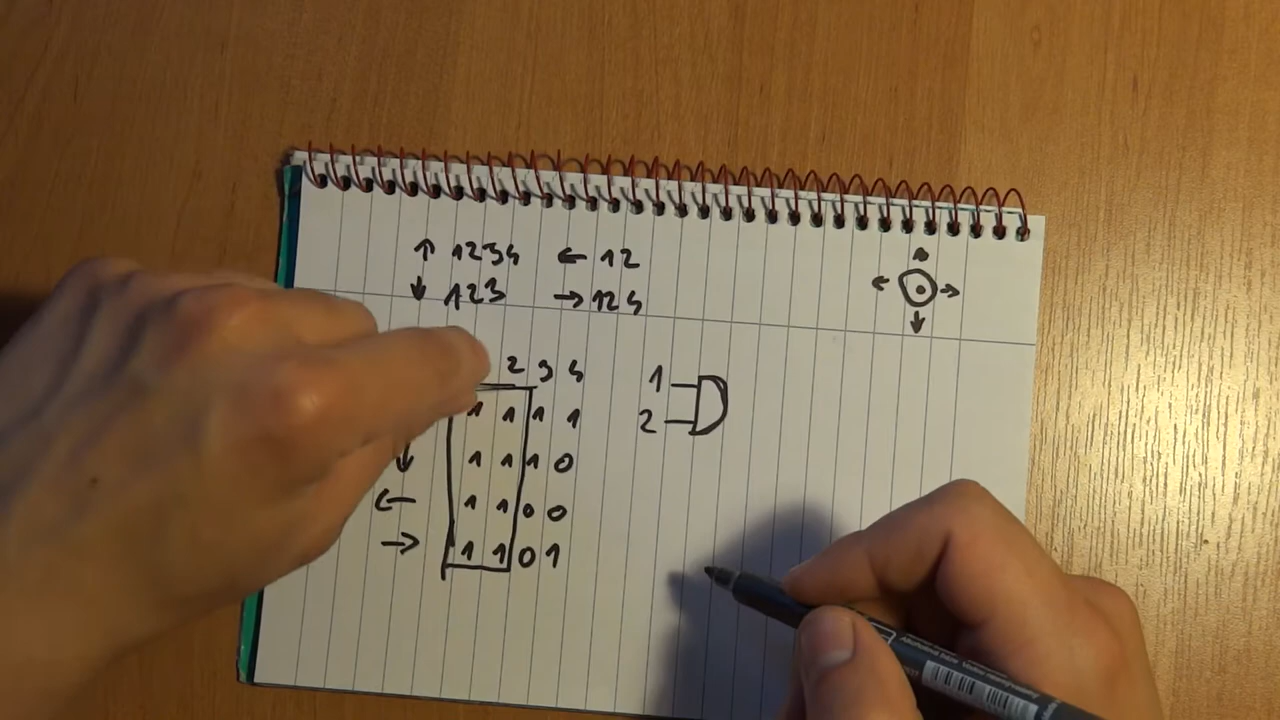 ↑ 1234 ← 12
↓ 123 → 124
2 3 4
1 1 1 1
↓ 1 1 1 0
← 1 1 0 0
→ 1 1 0 1
1
2